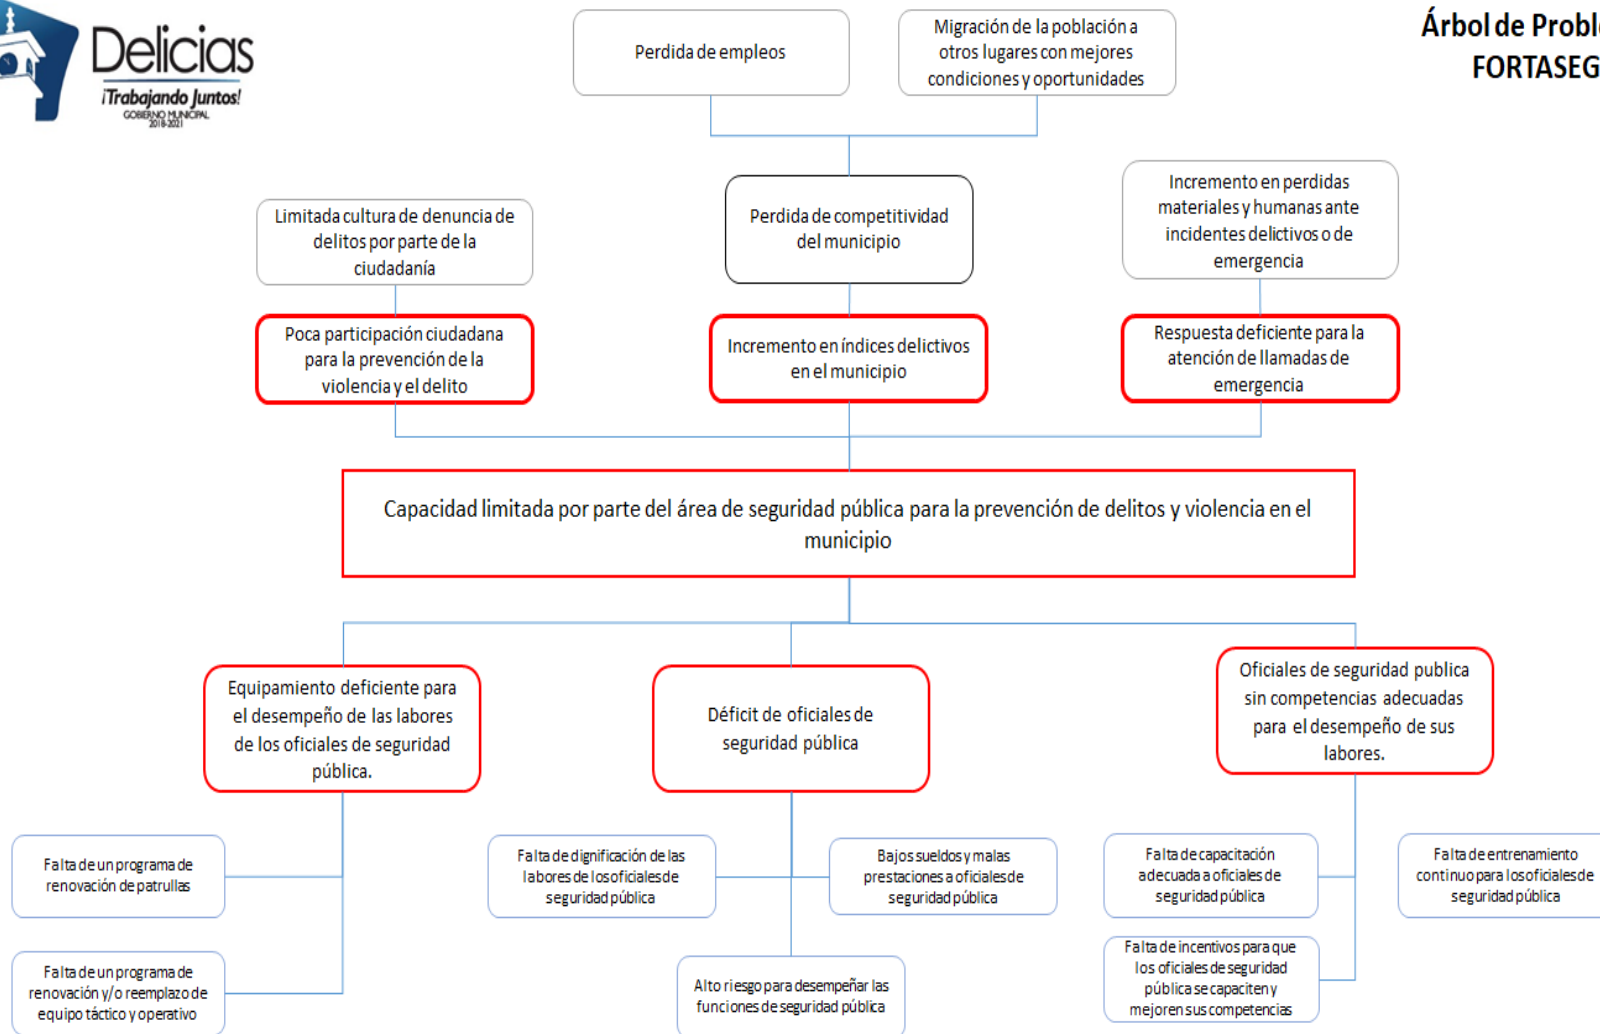 Delicias
¡Trabajando Juntos!
GOBIERNO MUNICIPAL
2018-2021
Árbol de Proble
FORTASEG
Perdida de empleos
Migración de la población a
otros lugares con mejores
condiciones y oportunidades
Limitada cultura de denuncia de
delitos por parte de la
ciudadanía
Perdida de competitividad
del municipio
Incremento en perdidas
materiales y humanas ante
incidentes delictivos o de
emergencia
Poca participación ciudadana
para la prevención de la
violencia y el delito
Incremento en índices delictivos
en el municipio
Respuesta deficiente para la
atención de llamadas de
emergencia
Capacidad limitada por parte del área de seguridad pública para la prevención de delitos y violencia en el
municipio
Equipamiento deficiente para
el desempeño de las labores
de los oficiales de seguridad
pública.
Déficit de oficiales de
seguridad pública
Oficiales de seguridad publica
sin competencias adecuadas
para el desempeño de sus
labores.
Falta de un programa de
renovación de patrullas
Falta de dignificación de las
labores de los oficiales de
seguridad pública
Bajos sueldos y malas
prestaciones a oficiales de
seguridad pública
Falta de capacitación
adecuada a oficiales de
seguridad pública
Falta de entrenamiento
continuo para los oficiales de
seguridad pública
Falta de un programa de
renovación y/o reemplazo de
equipo táctico y operativo
Alto riesgo para desempeñar las
funciones de seguridad pública
Falta de incentivos para que
los oficiales de seguridad
pública se capaciten y
mejoren sus competencias